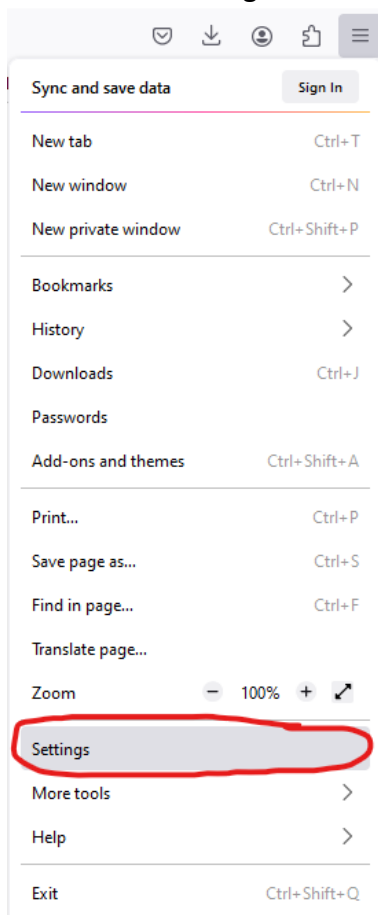 Sync and save data Sign In
New tab Ctrl+T
New window Ctrl+N
New private window Ctrl+Shift+P
Bookmarks
History
Downloads Ctrl+J
Passwords
Add-ons and themes Ctrl+Shift+A
Print... Ctrl+P
Save page as... Ctrl+S
Find in page... Ctrl+F
Translate page...
Zoom − 100% +
Settings
More tools
Help
Exit Ctrl+Shift+Q